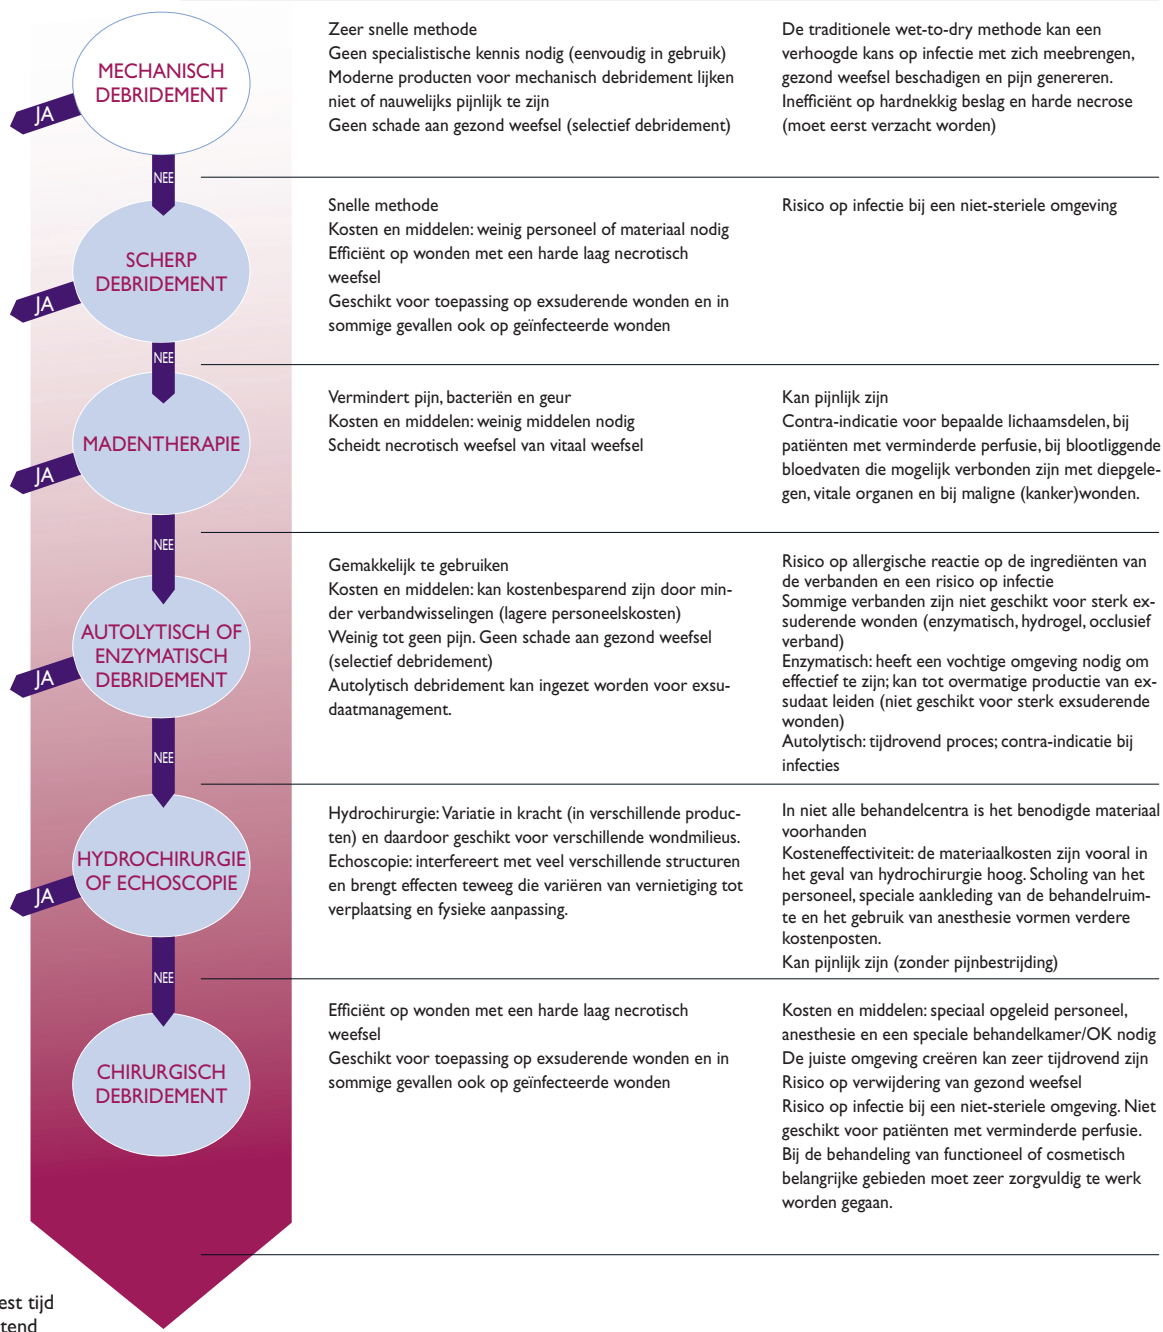 MECHANISCH
DEBRIDEMENT
JA
NEE
Zeer snelle methode
Geen specialistische kennis nodig (eenvoudig in gebruik)
Moderne producten voor mechanisch debridement lijken
niet of nauwelijks pijnlijk te zijn
Geen schade aan gezond weefsel (selectief debridement)
De traditionele wet-to-dry methode kan een
verhoogde kans op infectie met zich meebrengen,
gezond weefsel beschadigen en pijn genereren.
Inefficiënt op hardnekkig beslag en harde necrose
(moet eerst verzacht worden)
SCHERP
DEBRIDEMENT
JA
NEE
Snelle methode
Kosten en middelen: weinig personeel of materiaal nodig
Efficiënt op wonden met een harde laag necrotisch
weefsel
Geschikt voor toepassing op exsuderende wonden en in
sommige gevallen ook op geïnfecteerde wonden
Risico op infectie bij een niet-steriele omgeving
MADENTHERAPIE
JA
NEE
Vermindert pijn, bacteriën en geur
Kosten en middelen: weinig middelen nodig
Scheidt necrotisch weefsel van vitaal weefsel
Kan pijnlijk zijn
Contra-indicatie voor bepaalde lichaamsdelen, bij
patiënten met verminderde perfusie, bij blootliggende
bloedvaten die mogelijk verbonden zijn met diepgele-
gen, vitale organen en bij maligne (kanker)wonden.
AUTOLYTISCH OF
ENZYMATISCH
DEBRIDEMENT
JA
NEE
Gemakkelijk te gebruiken
Kosten en middelen: kan kostenbesparend zijn door min-
der verbandwisselingen (lagere personeelskosten)
Weinig tot geen pijn. Geen schade aan gezond weefsel
(selectief debridement)
Autolytisch debridement kan ingezet worden voor exsu-
daatmanagement.
Risico op allergische reactie op de ingrediënten van
de verbanden en een risico op infectie
Sommige verbanden zijn niet geschikt voor sterk ex-
suderende wonden (enzymatisch, hydrogel, occlusief
verband)
Enzymatisch: heeft een vochtige omgeving nodig om
effectief te zijn; kan tot overmatige productie van ex-
sudaat leiden (niet geschikt voor sterk exsuderende
wonden)
Autolytisch: tijdrovend proces; contra-indicatie bij
infecties
HYDROCHIRURGIE
OF ECHOSCOPIE
JA
NEE
Hydrochirurgie: Variatie in kracht (in verschillende produc-
ten) en daardoor geschikt voor verschillende wondmilieus.
Echoscopie: interfereert met veel verschillende structuren
en brengt effecten teweeg die variëren van vernietiging tot
verplaatsing en fysieke aanpassing.
In niet alle behandelcentra is het benodigde materiaal
voorhanden
Kosteneffectiviteit: de materiaalkosten zijn vooral in
het geval van hydrochirurgie hoog. Scholing van het
personeel, speciale aankleding van de behandelruim-
te en het gebruik van anesthesie vormen verdere
kostenposten.
Kan pijnlijk zijn (zonder pijnbestrijding)
CHIRURGISCH
DEBRIDEMENT
Efficiënt op wonden met een harde laag necrotisch
weefsel
Geschikt voor toepassing op exsuderende wonden en in
sommige gevallen ook op geïnfecteerde wonden
Kosten en middelen: speciaal opgeleid personeel,
anesthesie en een speciale behandelkamer/OK nodig
De juiste omgeving creëren kan zeer tijdrovend zijn
Risico op verwijdering van gezond weefsel
Risico op infectie bij een niet-steriele omgeving. Niet
geschikt voor patiënten met verminderde perfusie.
Bij de behandeling van functioneel of cosmetisch
belangrijke gebieden moet zeer zorgvuldig te werk
worden gegaan.
est tijd
tend